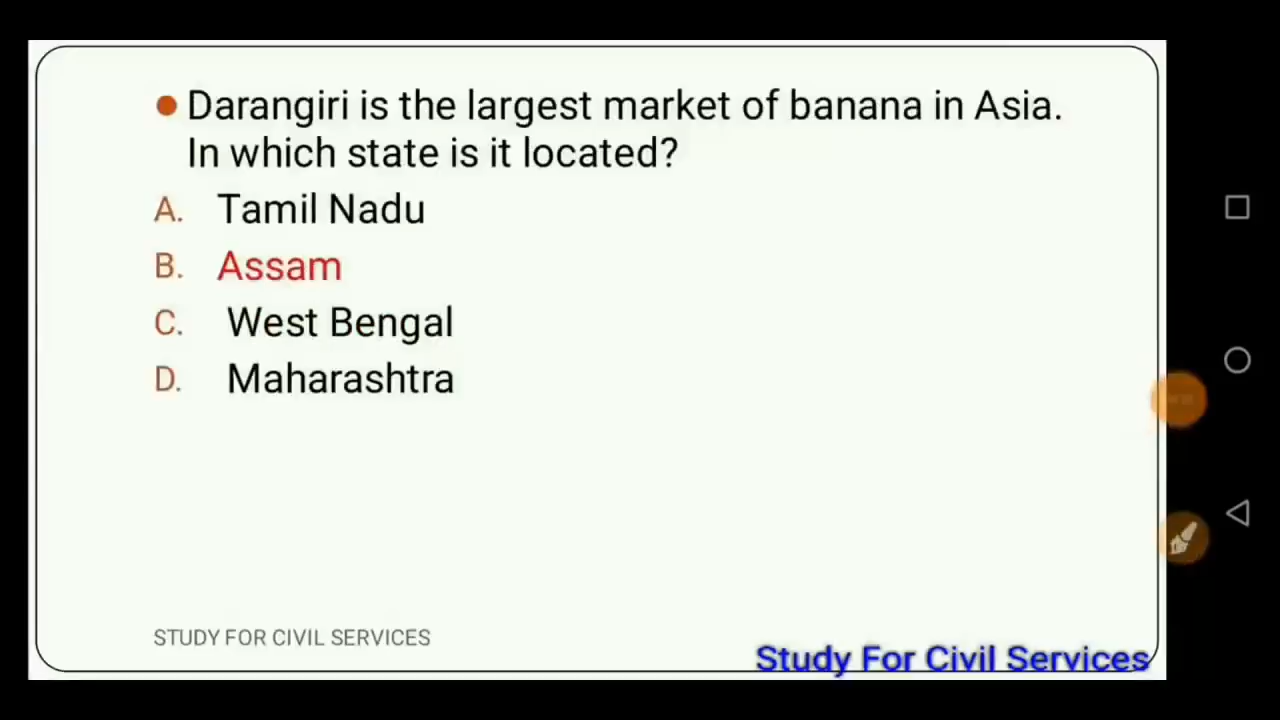 Darangiri is the largest market of banana in Asia.
In which state is it located?
A. Tamil Nadu
B. Assam
C. West Bengal
D. Maharashtra
STUDY FOR CIVIL SERVICES
Study For Civil Services